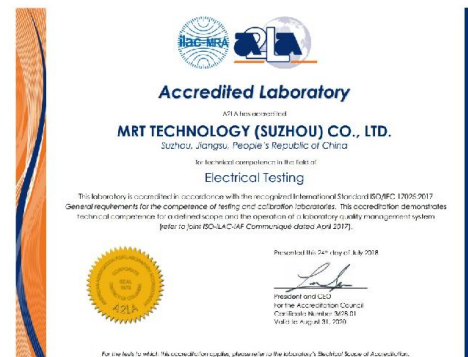 ilac-MRA
A2LA
Accredited Laboratory
A2LA has accredited
MRT TECHNOLOGY (SUZHOU) CO., LTD.
Suzhou, Jiangsu, People's Republic of China
for technical competence in the field of
Electrical Testing
This laboratory is accredited in accordance with the recognized International Standard ISO/IEC 17025:2017
General requirements for the competence of testing and calibration laboratories. This accreditation demonstrates
technical competence for a defined scope and the operation of a laboratory quality management system
(refer to joint ISO-ILAC-IAF Communiqué dated April 2017).
Presented this 24th day of July 2018
President and CEO
For the Accreditation Council
Certificate Number 3628.01
Valid to August 31, 2020
CORPORATE
SEAL
1978
A2LA
For the tests to which this accreditation applies, please refer to the laboratory's Electrical Scope of Accreditation.